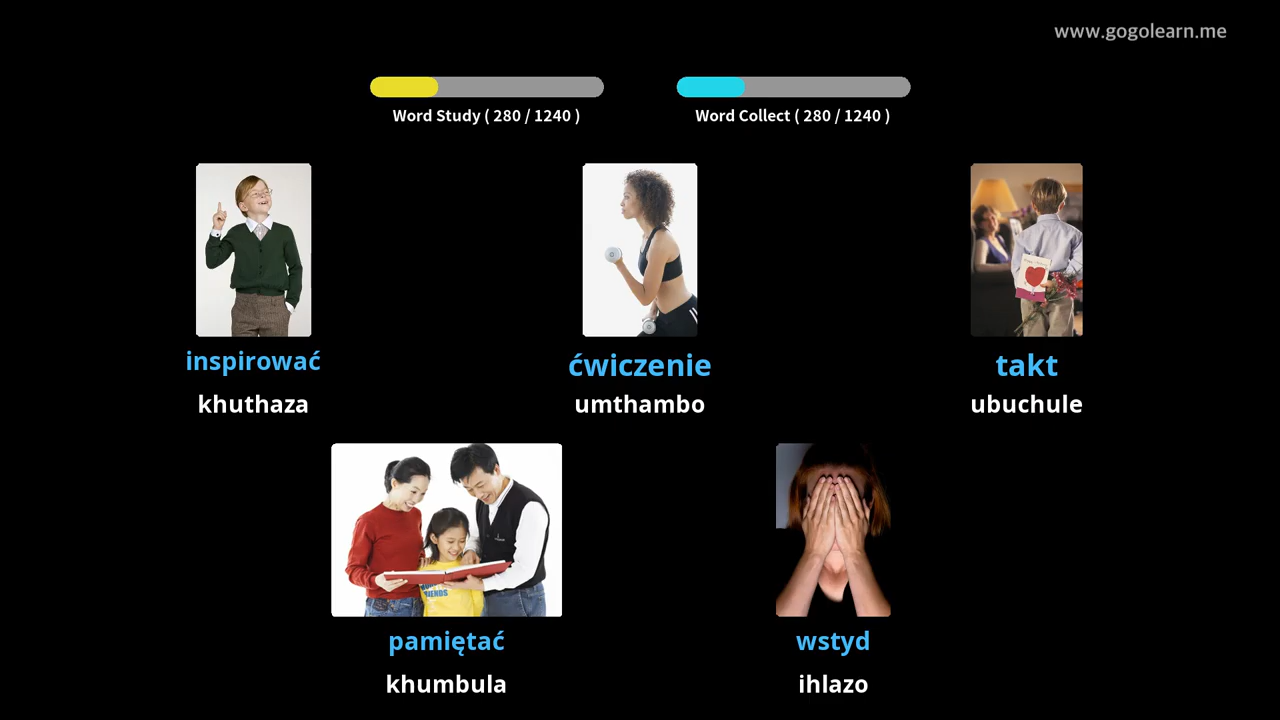 www.gogolearn.me
Word Study ( 280 / 1240 )
Word Collect ( 280 / 1240 )
inspirować
ćwiczenie
takt
khuthaza
umthambo
ubuchule
FRIENDS
pamiętać
wstyd
khumbula
ihlazo